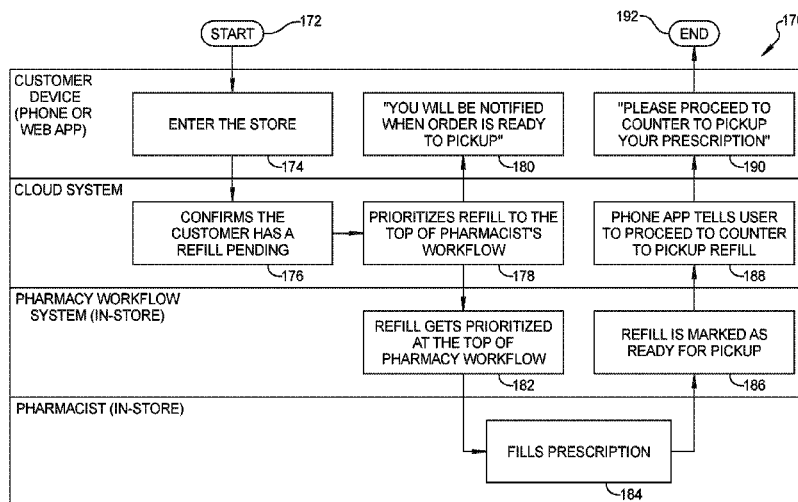 START
172
192
END
170
CUSTOMER
DEVICE
(PHONE OR
WEB APP)
ENTER THE STORE
174
"YOU WILL BE NOTIFIED
WHEN ORDER IS READY
TO PICKUP"
180
"PLEASE PROCEED TO
COUNTER TO PICKUP
YOUR PRESCRIPTION"
190
CLOUD SYSTEM
CONFIRMS THE
CUSTOMER HAS A
REFILL PENDING
176
PRIORITIZES REFILL TO THE
TOP OF PHARMACIST'S
WORKFLOW
178
PHONE APP TELLS USER
TO PROCEED TO COUNTER
TO PICKUP REFILL
188
PHARMACY WORKFLOW
SYSTEM (IN-STORE)
REFILL GETS PRIORITIZED
AT THE TOP OF
PHARMACY WORKFLOW
182
REFILL IS MARKED AS
READY FOR PICKUP
186
PHARMACIST (IN-STORE)
FILLS PRESCRIPTION
184